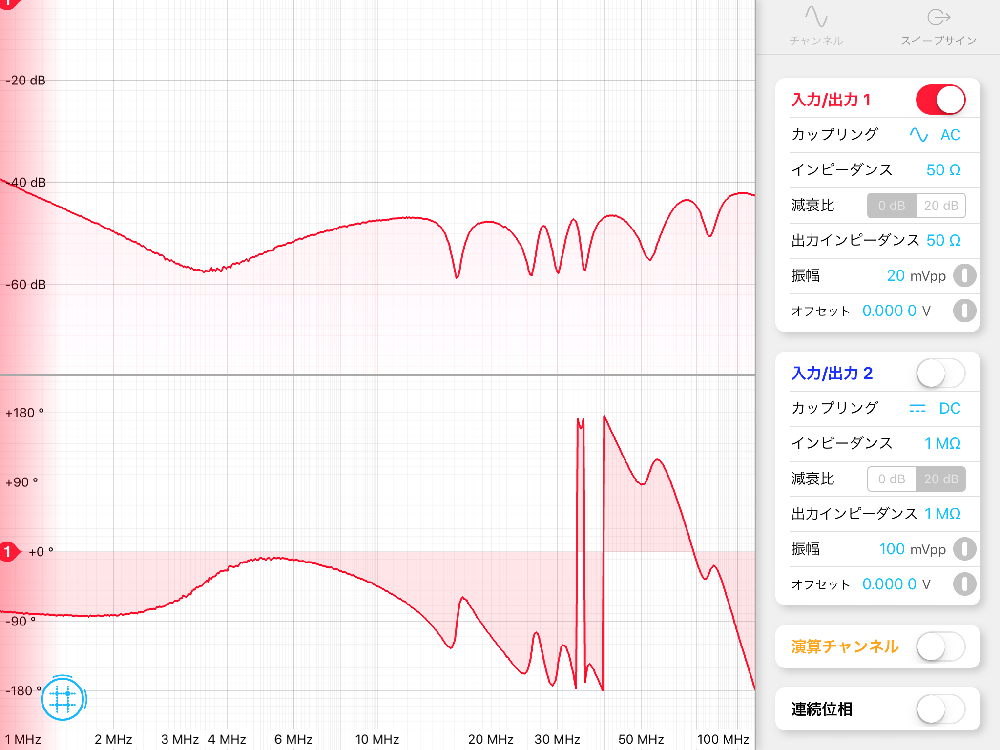 1
-20 dB
-40 dB
-60 dB
+180 °
+90 °
1
+0 °
-90 °
-180 °
1 MHz
2 MHz
3 MHz
4 MHz
6 MHz
10 MHz
20 MHz
30 MHz
50 MHz
100 MHz
チャンネル
スイープサイン
入力/出力 1
カップリング AC
インピーダンス 50 Ω
減衰比 0 dB 20 dB
出力インピーダンス 50 Ω
振幅 20 mVpp
オフセット 0.000 0 V
入力/出力 2
カップリング DC
インピーダンス 1 MΩ
減衰比 0 dB 20 dB
出力インピーダンス 1 MΩ
振幅 100 mVpp
オフセット 0.000 0 V
演算チャンネル
連続位相